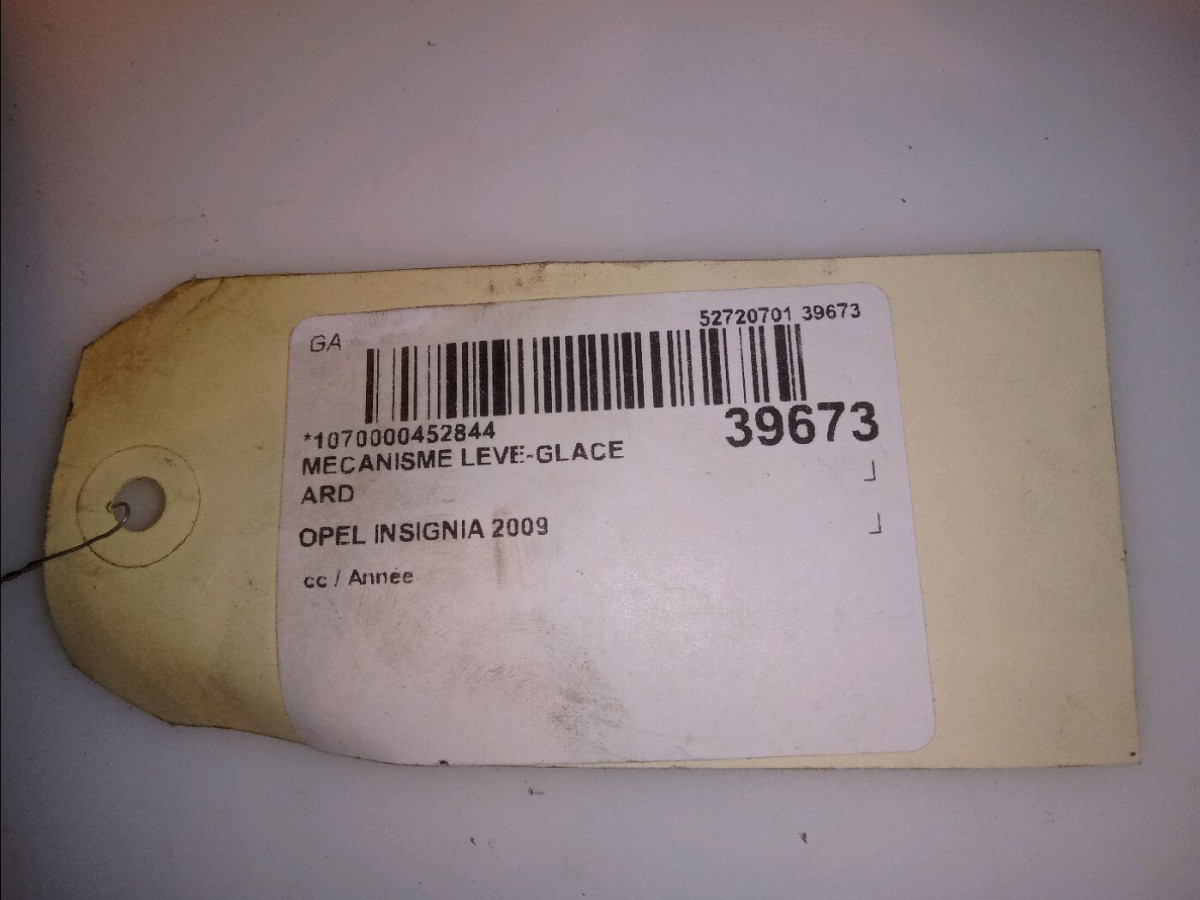 GA
52720701 39673
*1070000452844
39673
MECANISME LEVE-GLACE
ARD
OPEL INSIGNIA 2009
cc / Année